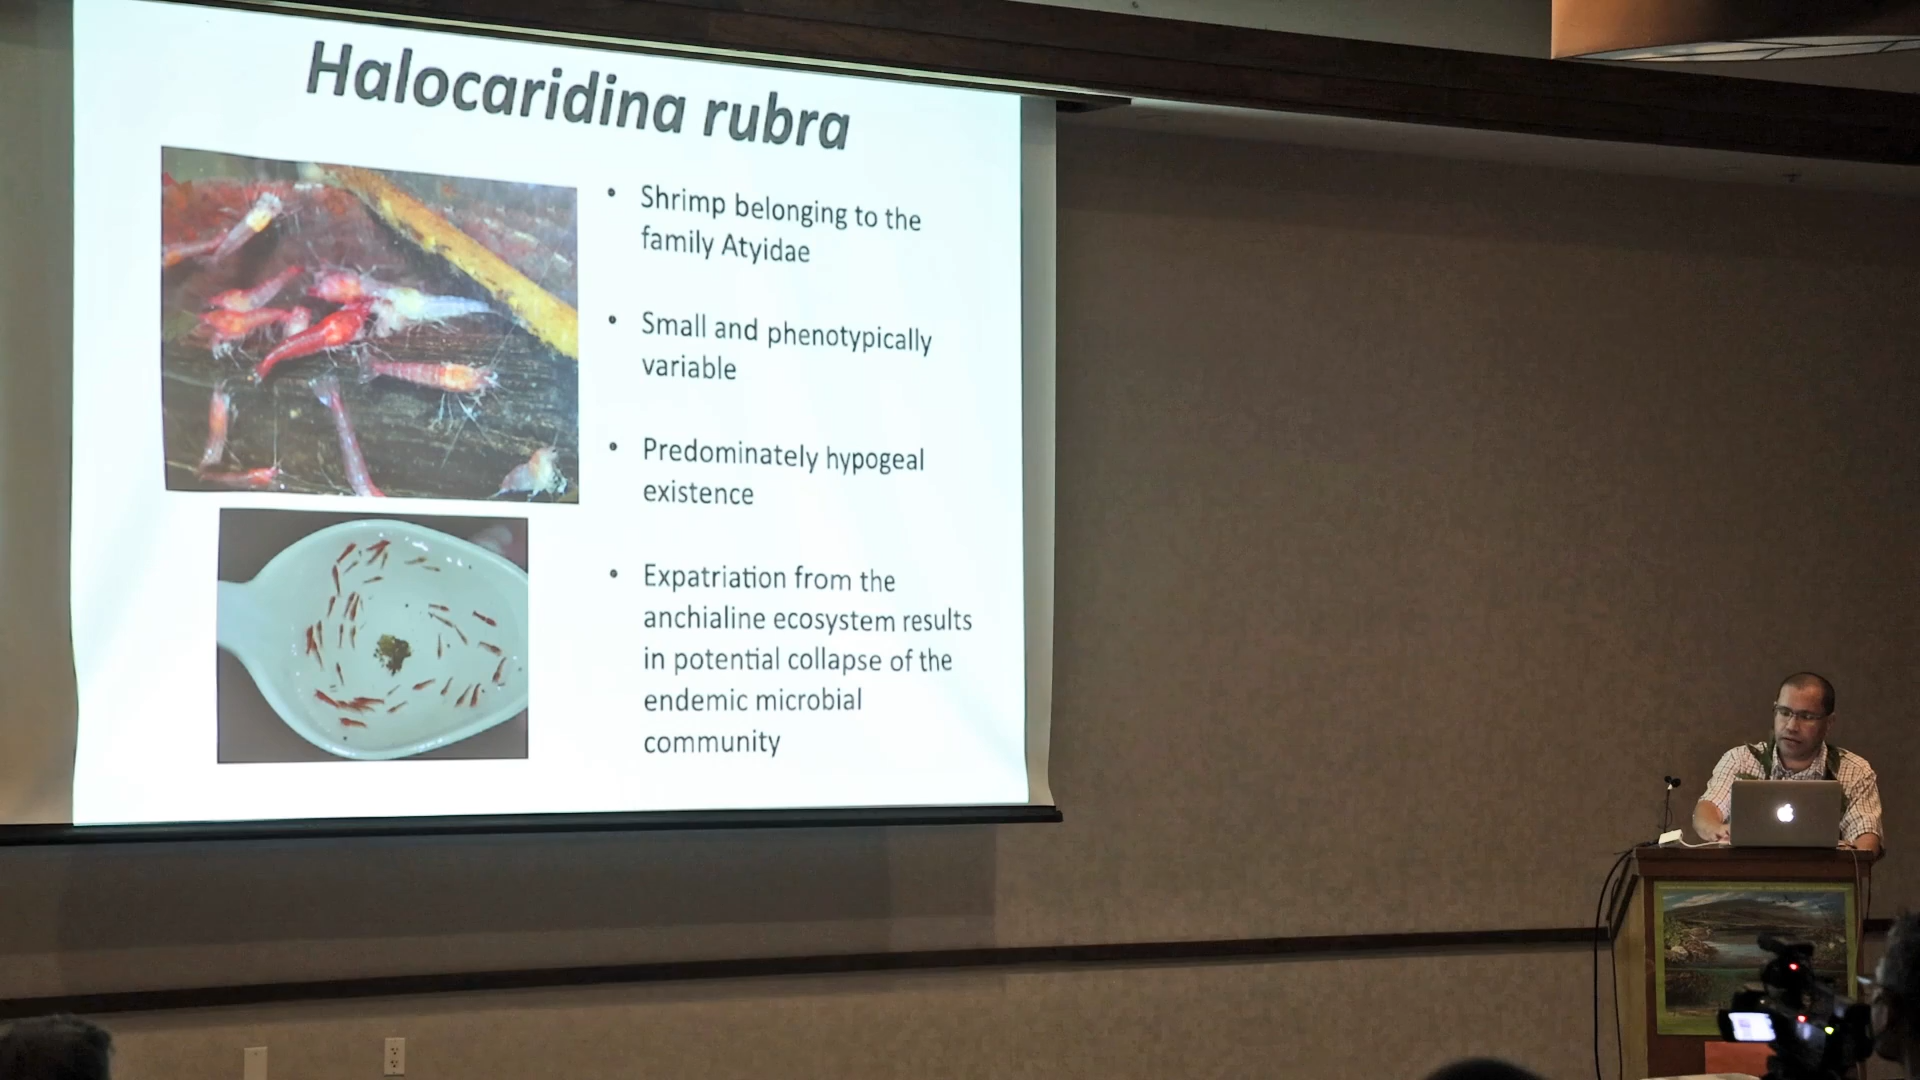 Halocaridina rubra
• Shrimp belonging to the
family Atyidae
• Small and phenotypically
variable
• Predominately hypogeal
existence
• Expatriation from the
anchialine ecosystem results
in potential collapse of the
endemic microbial
community